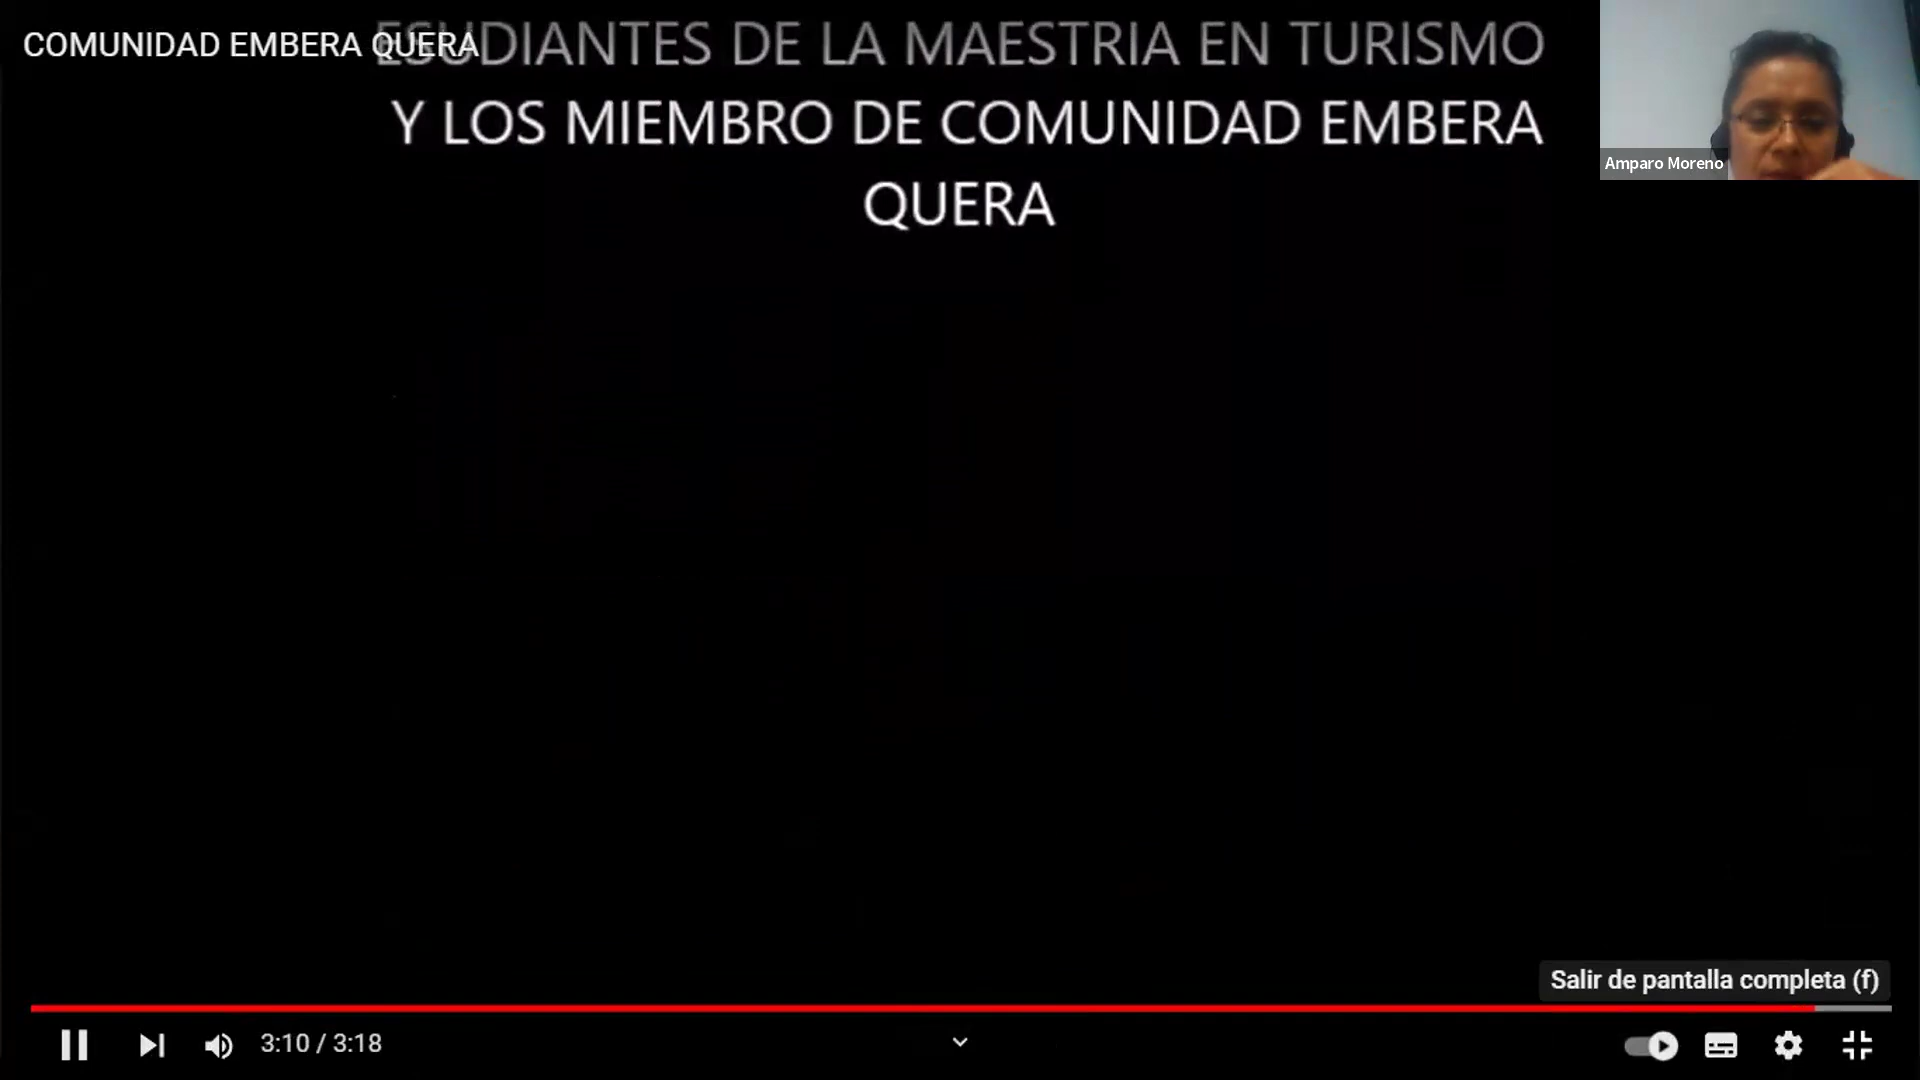 COMUNIDAD EMBERA QUERA
ESUDIANTES DE LA MAESTRIA EN TURISMO
Y LOS MIEMBRO DE COMUNIDAD EMBERA
QUERA
Amparo Moreno
Salir de pantalla completa (f)
3:10 / 3:18